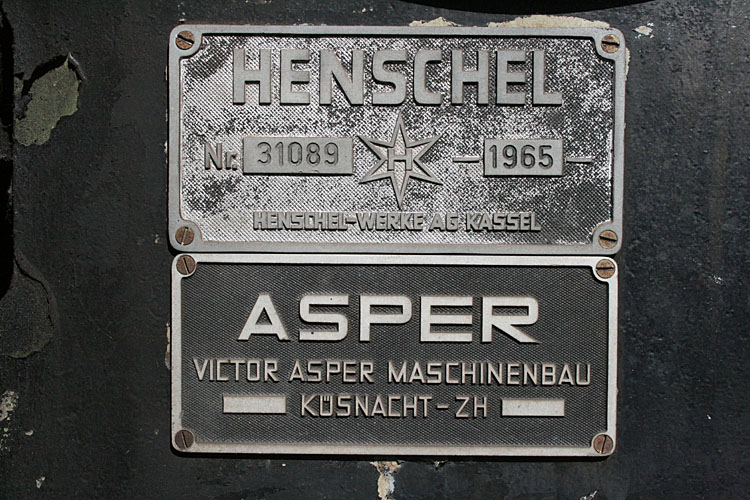 HENSCHEL
Nr. 31089 H 1965
HENSCHEL-WERKE AG KASSEL
ASPER
VICTOR ASPER MASCHINENBAU
KÜSNACHT-ZH